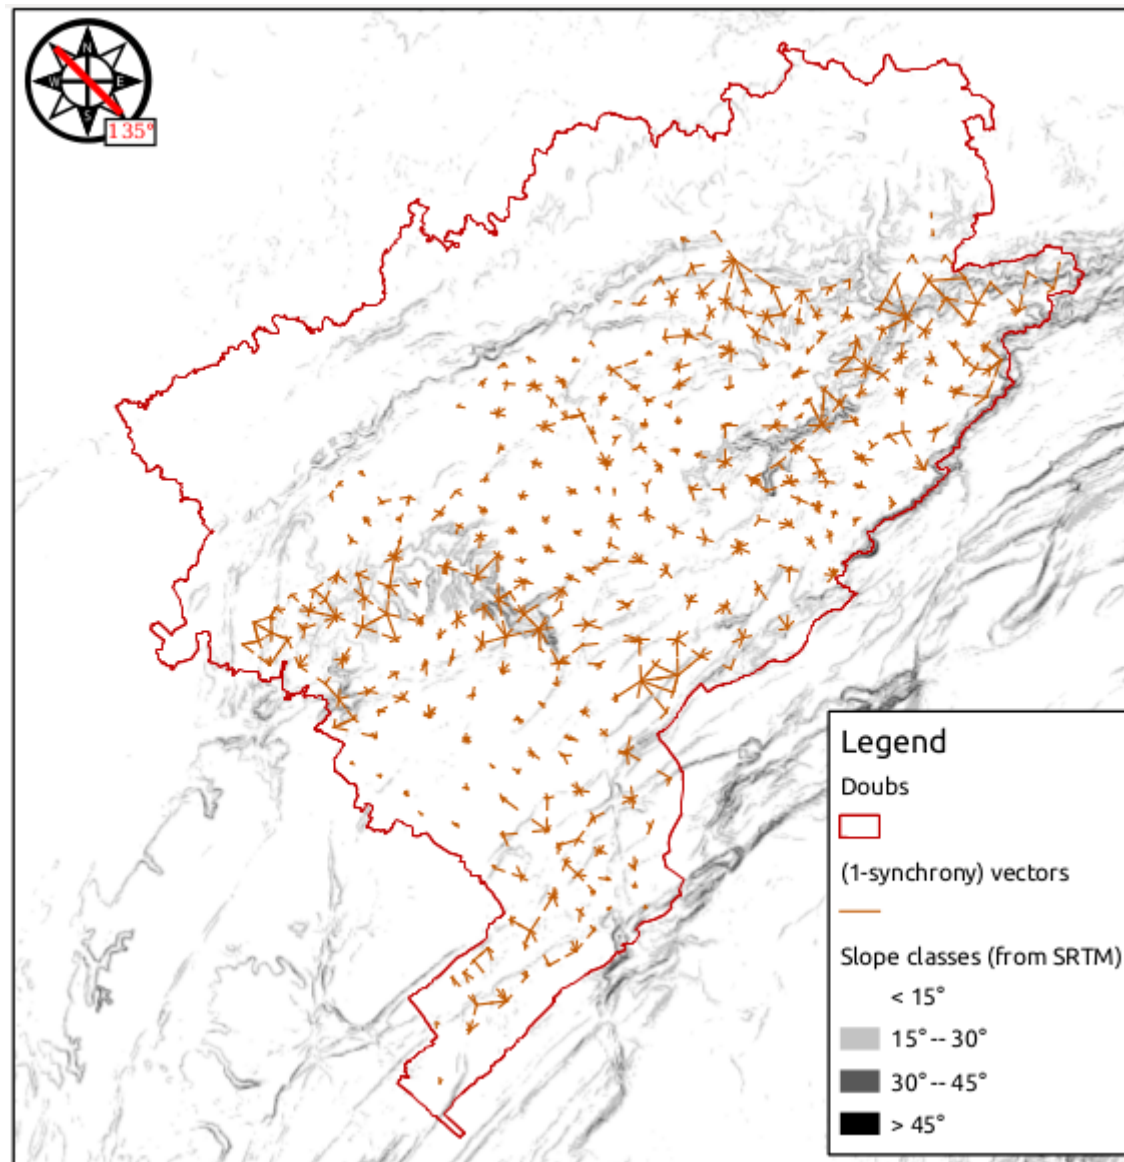 N
W E
S
135°
Legend
Doubs
(1-synchrony) vectors
Slope classes (from SRTM)
< 15°
15°-- 30°
30°-- 45°
> 45°